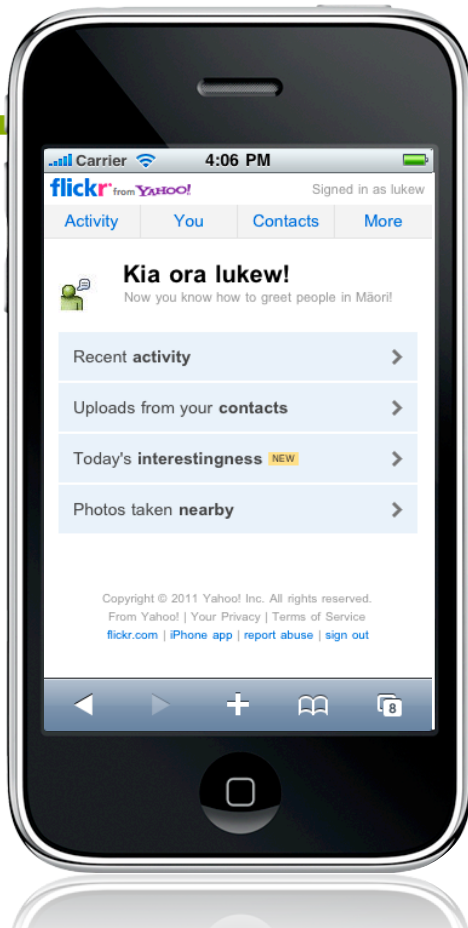 Carrier 4:06 PM
flickr from YAHOO! Signed in as lukew
Activity You Contacts More
Kia ora lukew!
Now you know how to greet people in Mäori!
Recent activity
Uploads from your contacts
Today's interestingness NEW
Photos taken nearby
Copyright © 2011 Yahoo! Inc. All rights reserved.
From Yahoo! | Your Privacy | Terms of Service
flickr.com | iPhone app | report abuse | sign out
8